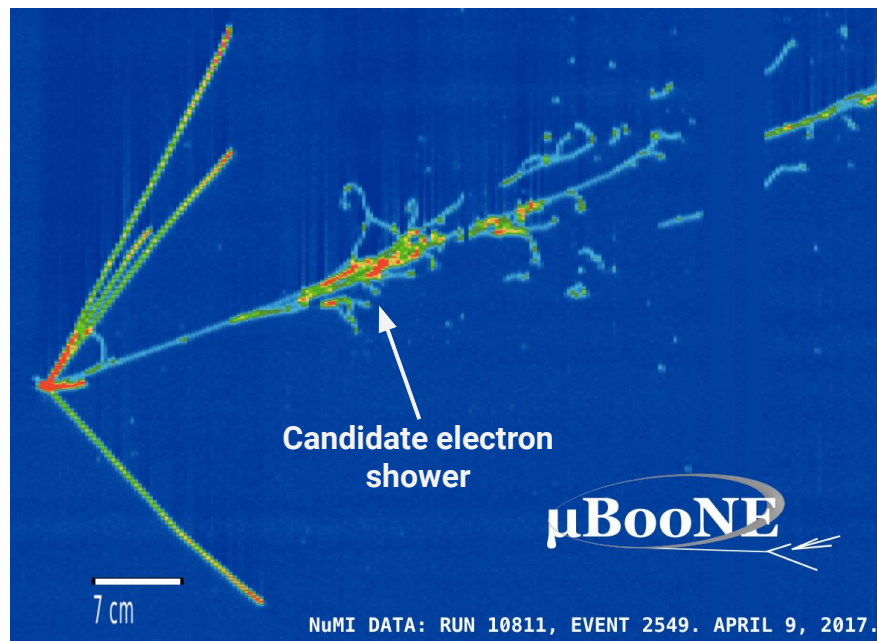 Candidate electron
shower
µBooNE
7 cm
NuMI DATA: RUN 10811, EVENT 2549. APRIL 9, 2017.